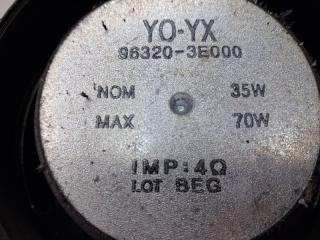 YO-YX
96320-3E000
NOM 35W
MAX 70W
IMP:4Ω
LOT BEG